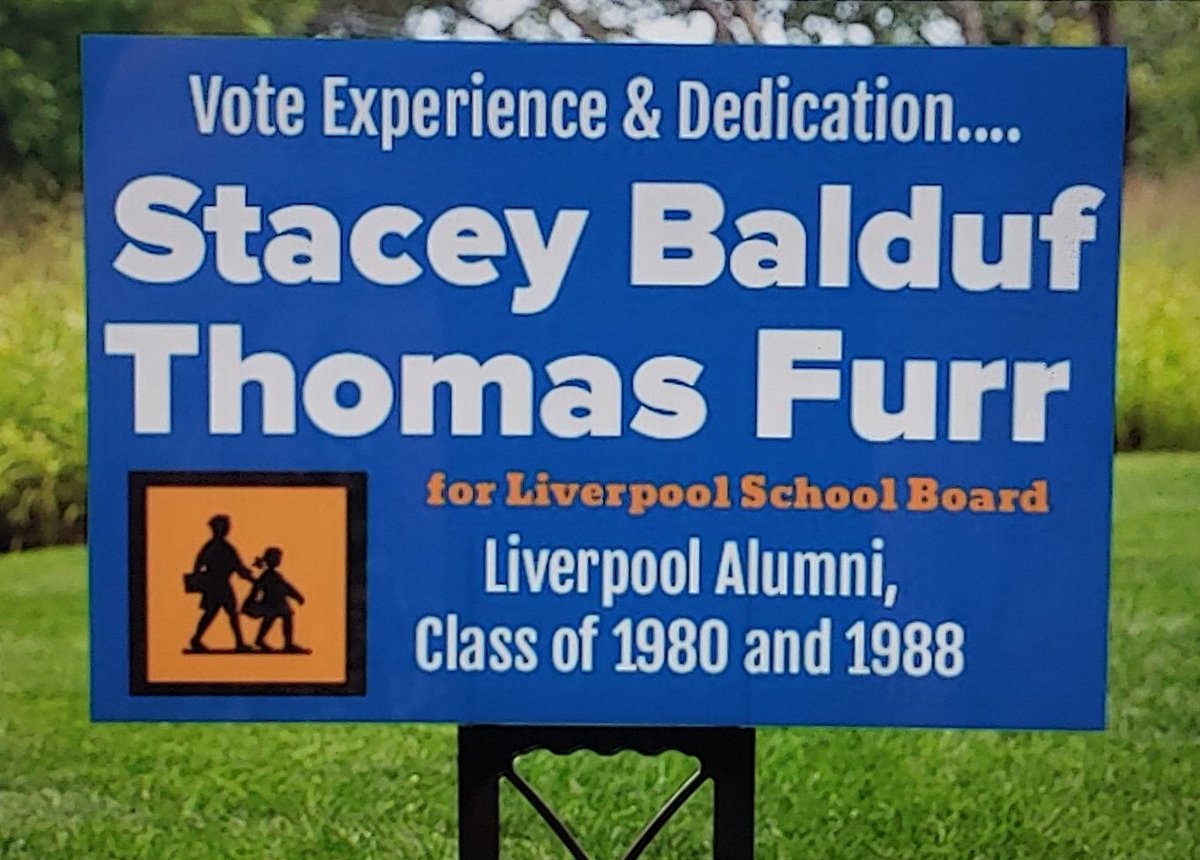 Vote Experience & Dedication....
Stacey Balduf
Thomas Furr
for Liverpool School Board
Liverpool Alumni,
Class of 1980 and 1988